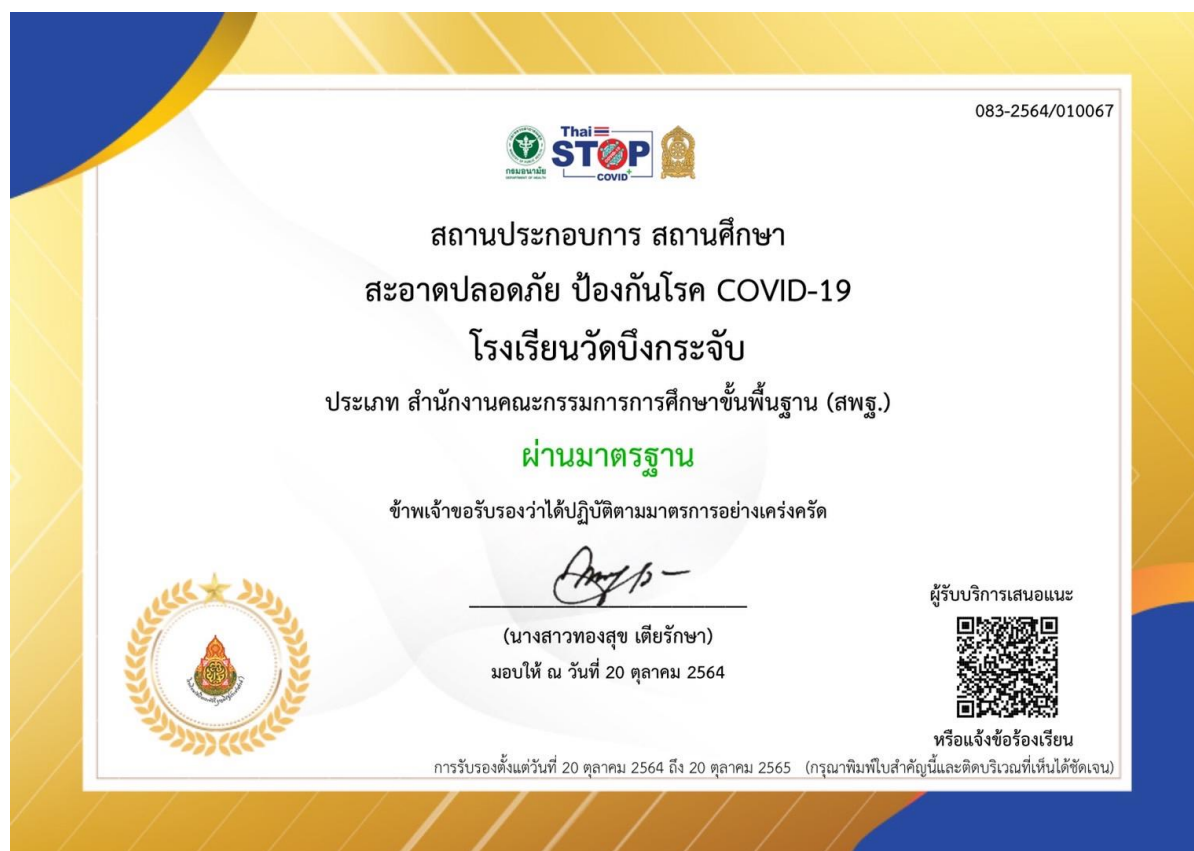 083-2564/010067
กรมอนามัย
DEPARTMENT OF HEALTH
Thai
STOP
COVID
สถานประกอบการ สถานศึกษา
สะอาดปลอดภัย ป้องกันโรค COVID-19
โรงเรียนวัดบึงกระจับ
ประเภท สำนักงานคณะกรรมการการศึกษาขั้นพื้นฐาน (สพฐ.)
ผ่านมาตรฐาน
ข้าพเจ้าขอรับรองว่าได้ปฏิบัติตามมาตรการอย่างเคร่งครัด
(นางสาวทองสุข เตียรักษา)
มอบให้ ณ วันที่ 20 ตุลาคม 2564
ผู้รับบริการเสนอแนะ
หรือแจ้งข้อร้องเรียน
การรับรองตั้งแต่วันที่ 20 ตุลาคม 2564 ถึง 20 ตุลาคม 2565 (กรุณาพิมพ์ใบสำคัญนี้และติดบริเวณที่เห็นได้ชัดเจน)